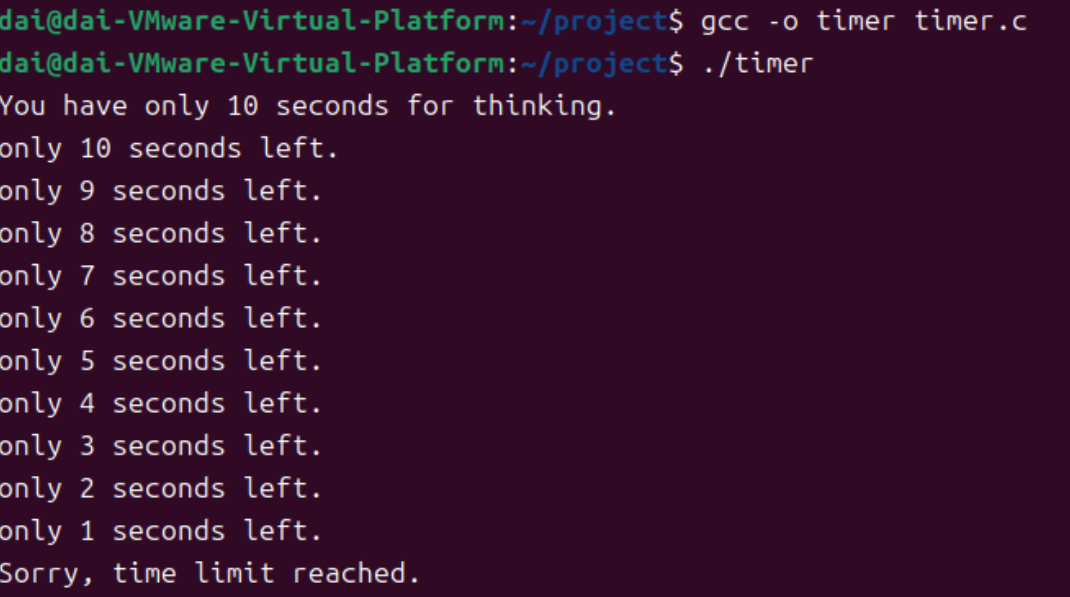 dai@dai-VMware-Virtual-Platform:~/project$ gcc -o timer timer.c
dai@dai-VMware-Virtual-Platform:~/project$ ./timer
You have only 10 seconds for thinking.
only 10 seconds left.
only 9 seconds left.
only 8 seconds left.
only 7 seconds left.
only 6 seconds left.
only 5 seconds left.
only 4 seconds left.
only 3 seconds left.
only 2 seconds left.
only 1 seconds left.
Sorry, time limit reached.